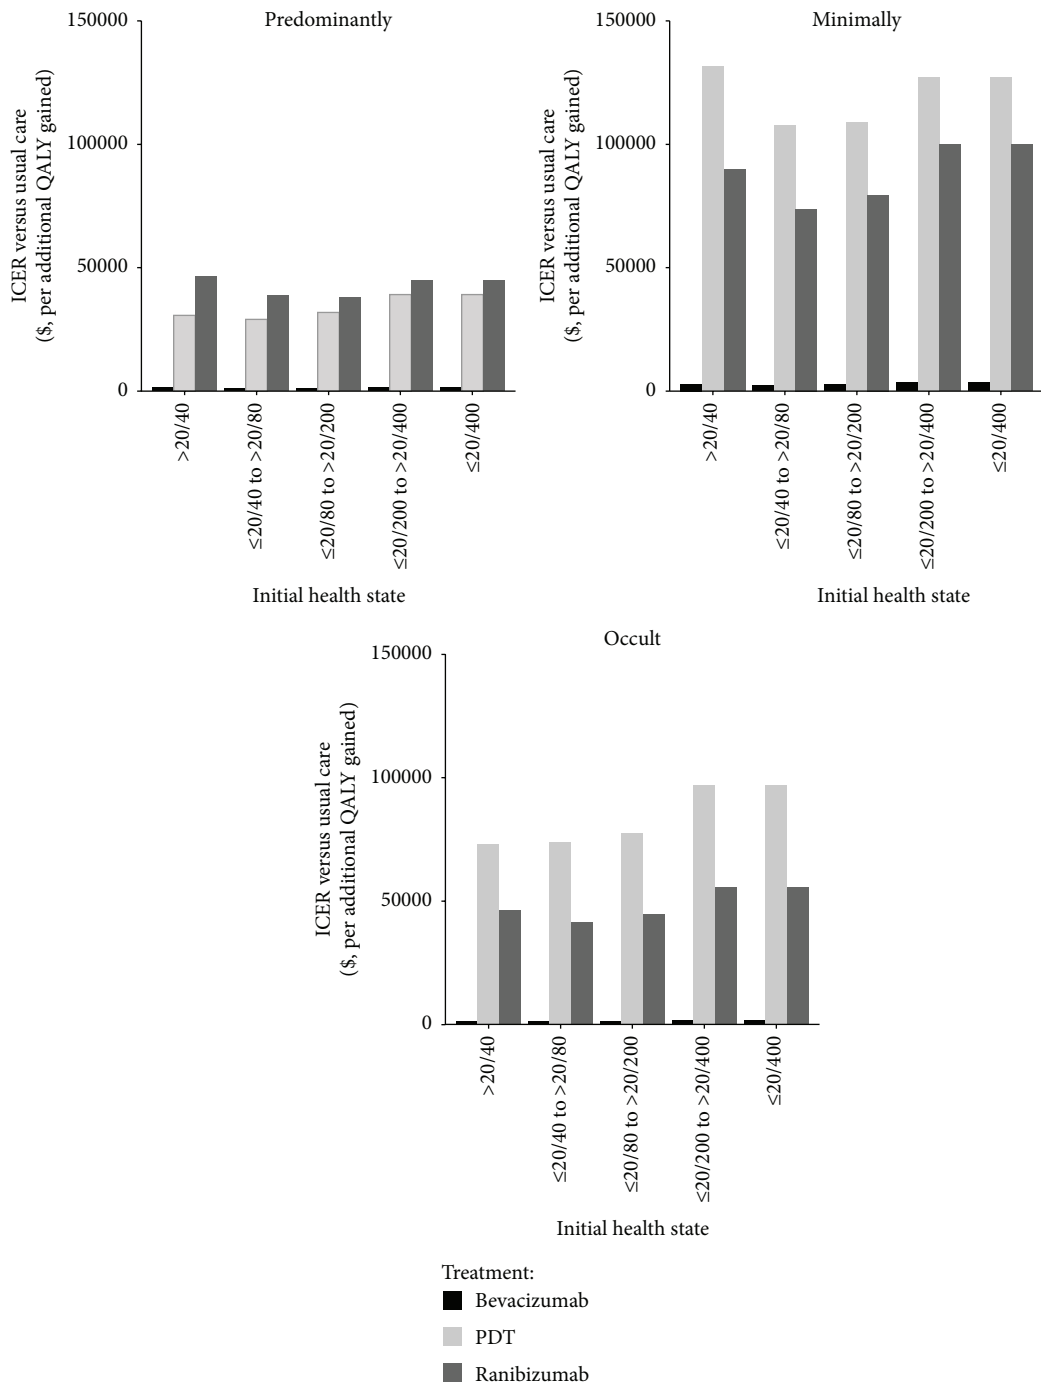 Predominantly
150000
100000
50000
0
ICER versus usual care
($, per additional QALY gained)
>20/40
≤20/40 to >20/80
≤20/80 to >20/200
≤20/200 to >20/400
≤20/400
Initial health state
Minimally
150000
100000
50000
0
ICER versus usual care
($, per additional QALY gained)
>20/40
≤20/40 to >20/80
≤20/80 to >20/200
≤20/200 to >20/400
≤20/400
Initial health state
Occult
150000
100000
50000
0
ICER versus usual care
($, per additional QALY gained)
>20/40
≤20/40 to >20/80
≤20/80 to >20/200
≤20/200 to >20/400
≤20/400
Initial health state
Treatment:
Bevacizumab
PDT
Ranibizumab